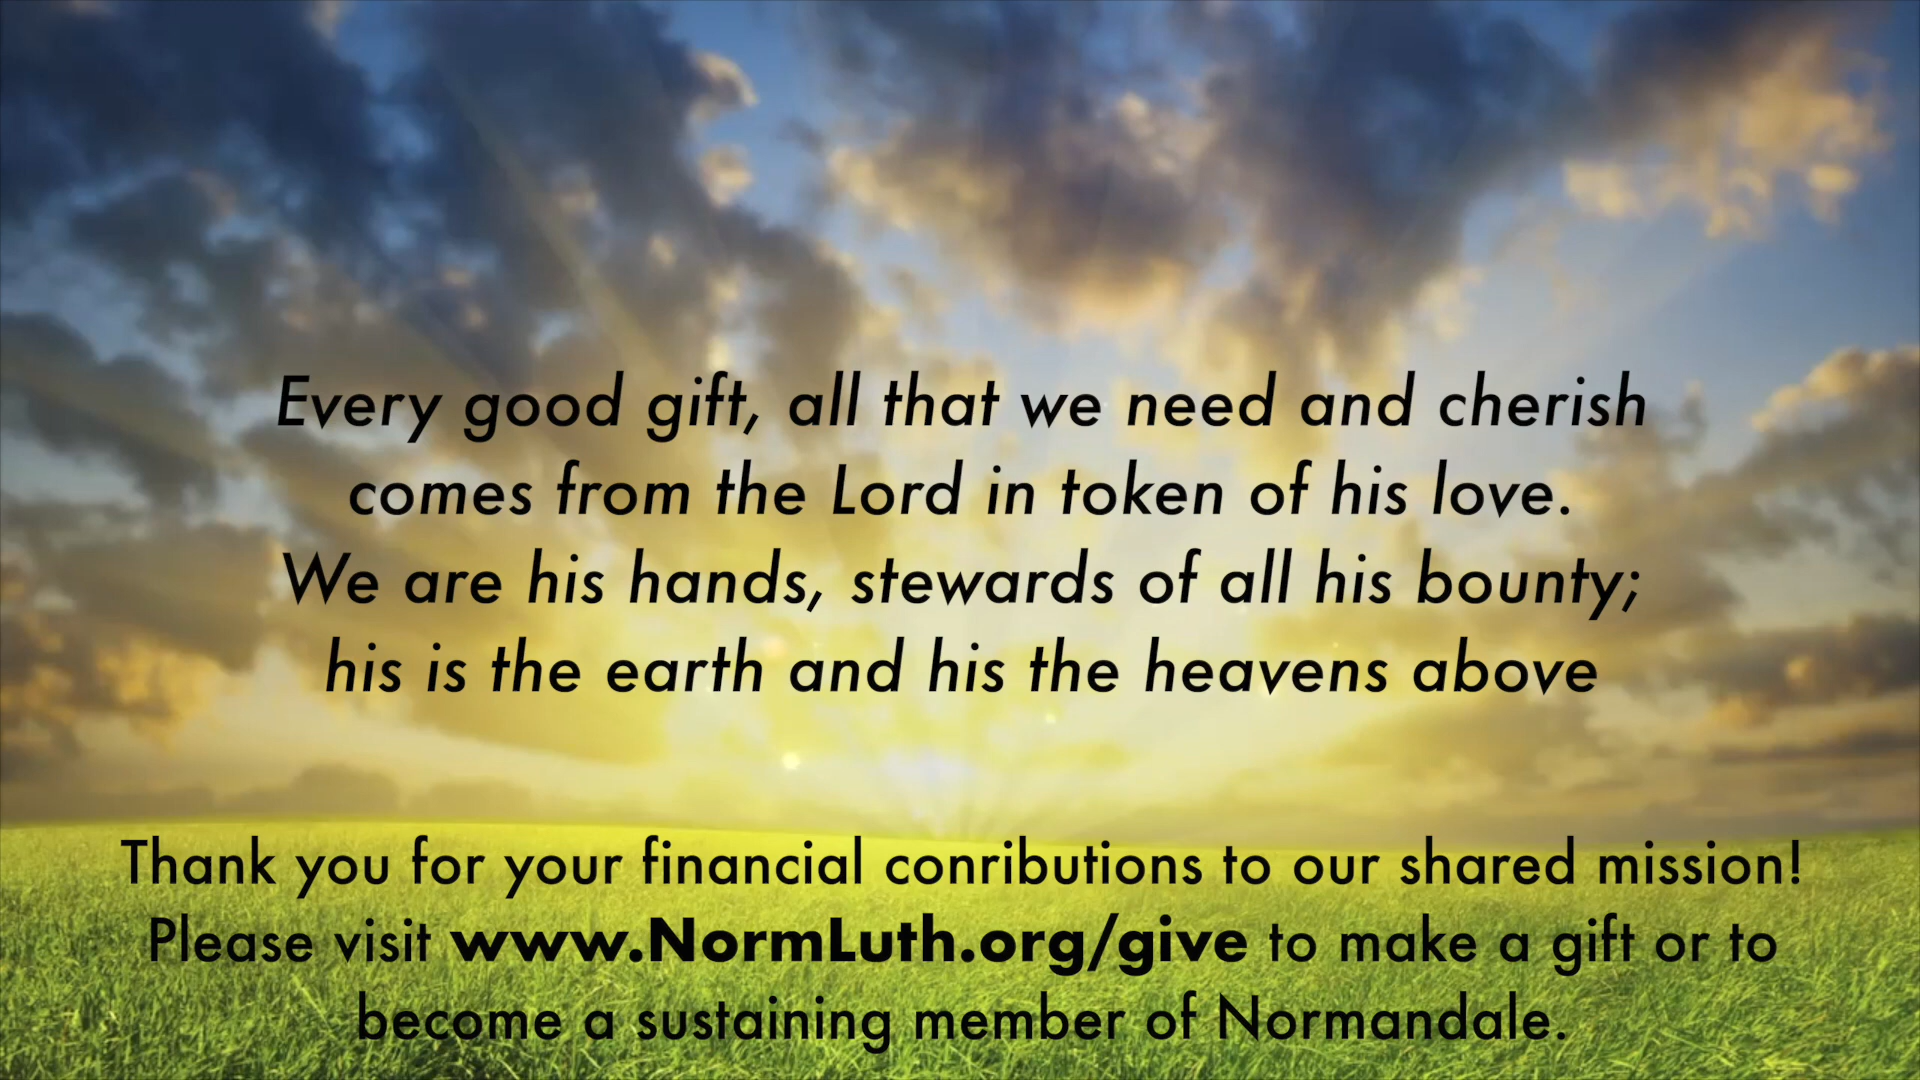 Every good gift, all that we need and cherish
comes from the Lord in token of his love.
We are his hands, stewards of all his bounty;
his is the earth and his the heavens above
Thank you for your financial conributions to our shared mission!
Please visit www.NormLuth.org/give to make a gift or to
become a sustaining member of Normandale.